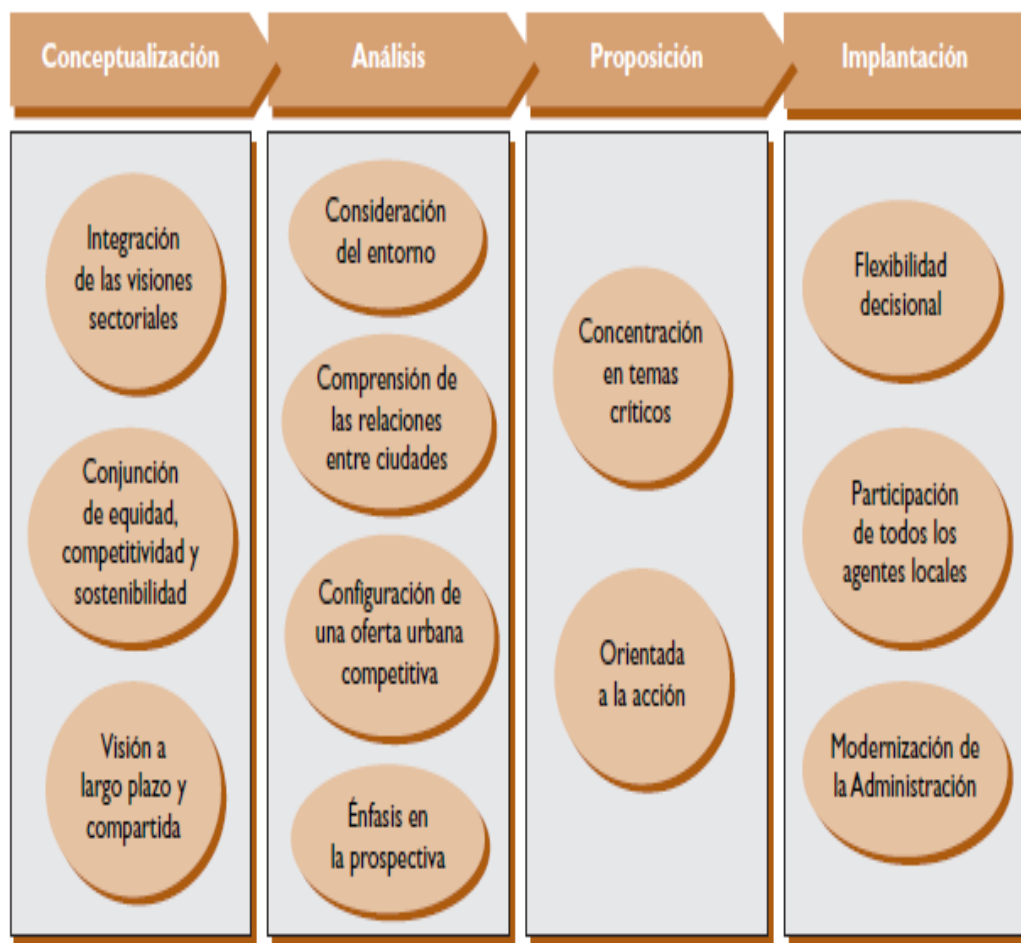 Conceptualización
Análisis
Proposición
Implantación
Integración
de las visiones
sectoriales
Conjunción
de equidad,
competitividad y
sostenibilidad
Visión a
largo plazo y
compartida
Consideración
del entorno
Comprensión de
las relaciones
entre ciudades
Configuración de
una oferta urbana
competitiva
Énfasis en
la prospectiva
Concentración
en temas
críticos
Orientada
a la acción
Flexibilidad
decisional
Participación
de todos los
agentes locales
Modernización de
la Administración